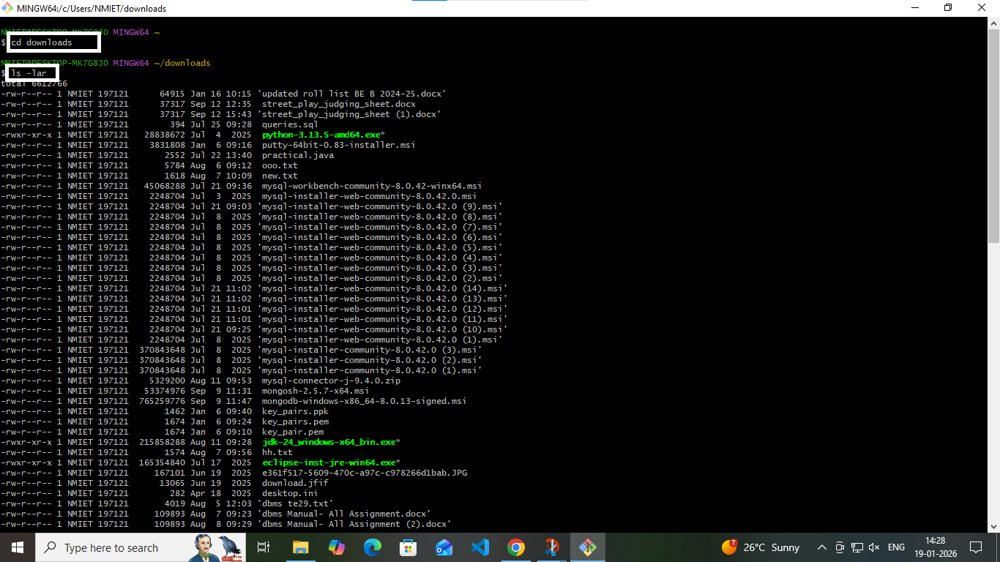 MINGW64:/c/Users/NMIET/downloads
NMIET@DESKTOP-MK7G8JO MINGW64 ~
$ cd downloads
NMIET@DESKTOP-MK7G8JO MINGW64 ~/downloads
$ ls -lar
total 6612766
-rw-r--r-- 1 NMIET 197121 64915 Jan 16 10:15 'updated roll list BE B 2024-25.docx'
-rw-r--r-- 1 NMIET 197121 37317 Sep 12 12:35 street_play_judging_sheet.docx
-rw-r--r-- 1 NMIET 197121 37317 Sep 12 15:43 'street_play_judging_sheet (1).docx'
-rw-r--r-- 1 NMIET 197121 394 Jul 25 09:28 queries.sql
-rwxr-xr-x 1 NMIET 197121 28838672 Jul 4 2025 python-3.13.5-amd64.exe*
-rw-r--r-- 1 NMIET 197121 3831808 Jan 6 09:16 putty-64bit-0.83-installer.msi
-rw-r--r-- 1 NMIET 197121 2552 Jul 22 13:40 practical.java
-rw-r--r-- 1 NMIET 197121 5784 Aug 6 09:12 ooo.txt
-rw-r--r-- 1 NMIET 197121 1618 Aug 7 10:09 new.txt
-rw-r--r-- 1 NMIET 197121 45068288 Jul 21 09:36 mysql-workbench-community-8.0.42-winx64.msi
-rw-r--r-- 1 NMIET 197121 2248704 Jul 3 2025 mysql-installer-web-community-8.0.42.0.msi
-rw-r--r-- 1 NMIET 197121 2248704 Jul 21 09:03 'mysql-installer-web-community-8.0.42.0 (9).msi'
-rw-r--r-- 1 NMIET 197121 2248704 Jul 8 2025 'mysql-installer-web-community-8.0.42.0 (8).msi'
-rw-r--r-- 1 NMIET 197121 2248704 Jul 8 2025 'mysql-installer-web-community-8.0.42.0 (7).msi'
-rw-r--r-- 1 NMIET 197121 2248704 Jul 8 2025 'mysql-installer-web-community-8.0.42.0 (6).msi'
-rw-r--r-- 1 NMIET 197121 2248704 Jul 8 2025 'mysql-installer-web-community-8.0.42.0 (5).msi'
-rw-r--r-- 1 NMIET 197121 2248704 Jul 8 2025 'mysql-installer-web-community-8.0.42.0 (4).msi'
-rw-r--r-- 1 NMIET 197121 2248704 Jul 8 2025 'mysql-installer-web-community-8.0.42.0 (3).msi'
-rw-r--r-- 1 NMIET 197121 2248704 Jul 8 2025 'mysql-installer-web-community-8.0.42.0 (2).msi'
-rw-r--r-- 1 NMIET 197121 2248704 Jul 21 11:02 'mysql-installer-web-community-8.0.42.0 (14).msi'
-rw-r--r-- 1 NMIET 197121 2248704 Jul 21 11:02 'mysql-installer-web-community-8.0.42.0 (13).msi'
-rw-r--r-- 1 NMIET 197121 2248704 Jul 21 11:01 'mysql-installer-web-community-8.0.42.0 (12).msi'
-rw-r--r-- 1 NMIET 197121 2248704 Jul 21 11:01 'mysql-installer-web-community-8.0.42.0 (11).msi'
-rw-r--r-- 1 NMIET 197121 2248704 Jul 21 09:25 'mysql-installer-web-community-8.0.42.0 (10).msi'
-rw-r--r-- 1 NMIET 197121 2248704 Jul 8 2025 'mysql-installer-web-community-8.0.42.0 (1).msi'
-rw-r--r-- 1 NMIET 197121 370843648 Jul 8 2025 'mysql-installer-community-8.0.42.0 (3).msi'
-rw-r--r-- 1 NMIET 197121 370843648 Jul 8 2025 'mysql-installer-community-8.0.42.0 (2).msi'
-rw-r--r-- 1 NMIET 197121 370843648 Jul 8 2025 'mysql-installer-community-8.0.42.0 (1).msi'
-rw-r--r-- 1 NMIET 197121 5329200 Aug 11 09:53 mysql-connector-j-9.4.0.zip
-rw-r--r-- 1 NMIET 197121 53374976 Sep 9 11:31 mongosh-2.5.7-x64.msi
-rw-r--r-- 1 NMIET 197121 765259776 Sep 9 11:47 mongodb-windows-x86_64-8.0.13-signed.msi
-rw-r--r-- 1 NMIET 197121 1462 Jan 6 09:40 key_pairs.ppk
-rw-r--r-- 1 NMIET 197121 1674 Jan 6 09:24 key_pairs.pem
-rw-r--r-- 1 NMIET 197121 1674 Jan 6 09:10 key_pair.pem
-rwxr-xr-x 1 NMIET 197121 215858288 Aug 11 09:28 jdk-24_windows-x64_bin.exe*
-rw-r--r-- 1 NMIET 197121 1574 Aug 7 09:56 hh.txt
-rwxr-xr-x 1 NMIET 197121 165354840 Jul 17 2025 eclipse-inst-jre-win64.exe*
-rw-r--r-- 1 NMIET 197121 167101 Jun 19 2025 e361f517-5609-470c-a97c-c978266d1bab.JPG
-rw-r--r-- 1 NMIET 197121 13065 Jun 19 2025 download.jfif
-rw-r--r-- 1 NMIET 197121 282 Apr 18 2025 desktop.ini
-rw-r--r-- 1 NMIET 197121 4019 Aug 5 12:03 'dbms te29.txt'
-rw-r--r-- 1 NMIET 197121 109893 Aug 7 09:23 'dbms Manual- All Assignment.docx'
-rw-r--r-- 1 NMIET 197121 109893 Aug 8 09:29 'dbms Manual- All Assignment (2).docx'
Type here to search
7
26°C Sunny
ENG
14:28
19-01-2026